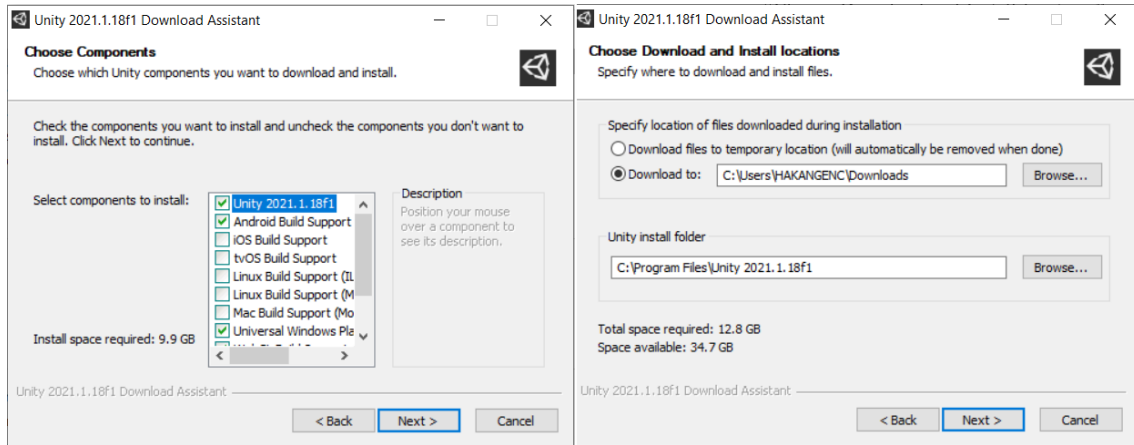 Unity 2021.1.18f1 Download Assistant
Choose Components
Choose which Unity components you want to download and install.
Check the components you want to install and uncheck the components you don't want to
install. Click Next to continue.
Select components to install:
Unity 2021.1.18f1
Android Build Support
iOS Build Support
tvOS Build Support
Linux Build Support (IL
Linux Build Support (M
Mac Build Support (Mo
Universal Windows Pla
Description
Position your mouse
over a component to
see its description.
Install space required: 9.9 GB
Unity 2021.1.18f1 Download Assistant
< Back
Next >
Cancel
Unity 2021.1.18f1 Download Assistant
Choose Download and Install locations
Specify where to download and install files.
Specify location of files downloaded during installation
Download files to temporary location (will automatically be removed when done)
Download to:
C:\Users\HAKANGENC\Downloads
Browse...
Unity install folder
C:\Program Files\Unity 2021.1.18f1
Browse...
Total space required: 12.8 GB
Space available: 34.7 GB
Unity 2021.1.18f1 Download Assistant
< Back
Next >
Cancel